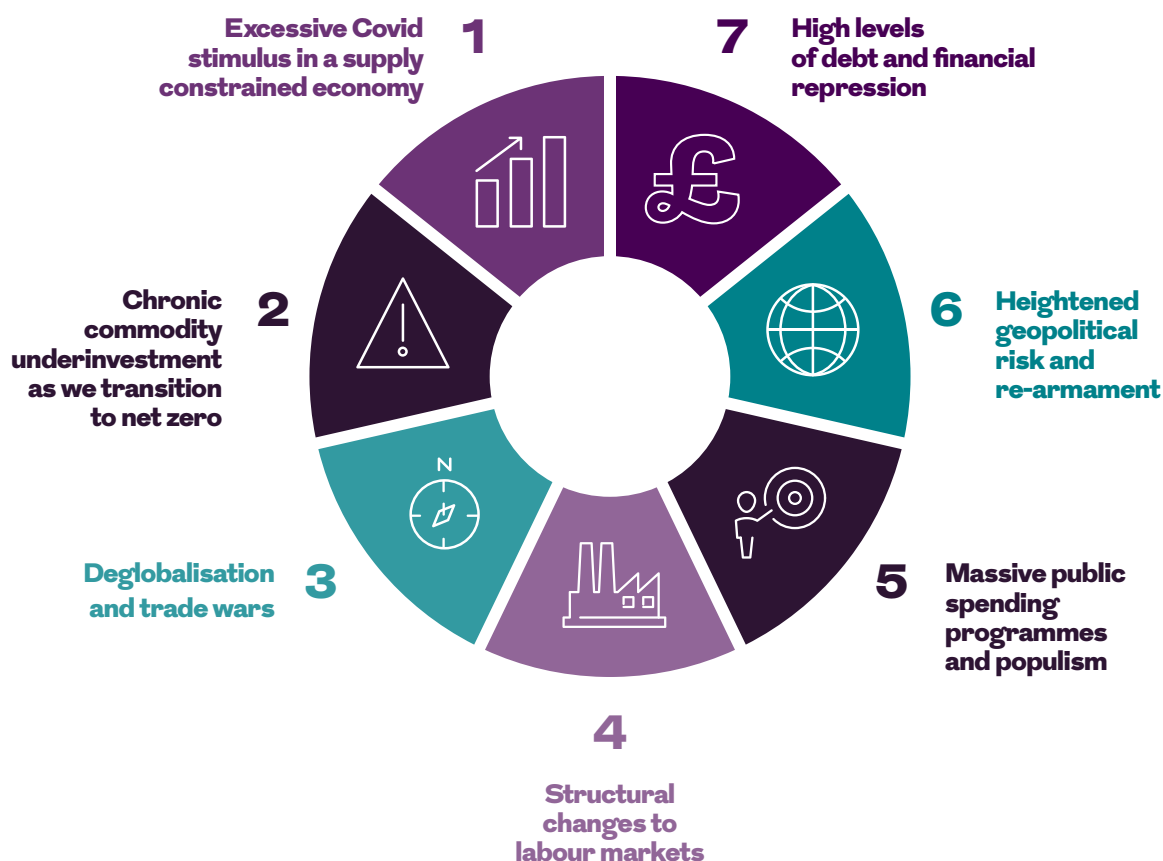 1
Excessive Covid
stimulus in a supply
constrained economy
2
Chronic
commodity
underinvestment
as we transition
to net zero
N
3
Deglobalisation
and trade wars
4
Structural
changes to
labour markets
5
Massive public
spending
programmes
and populism
6
Heightened
geopolitical
risk and
re-armament
7
High levels
of debt and financial
repression
£